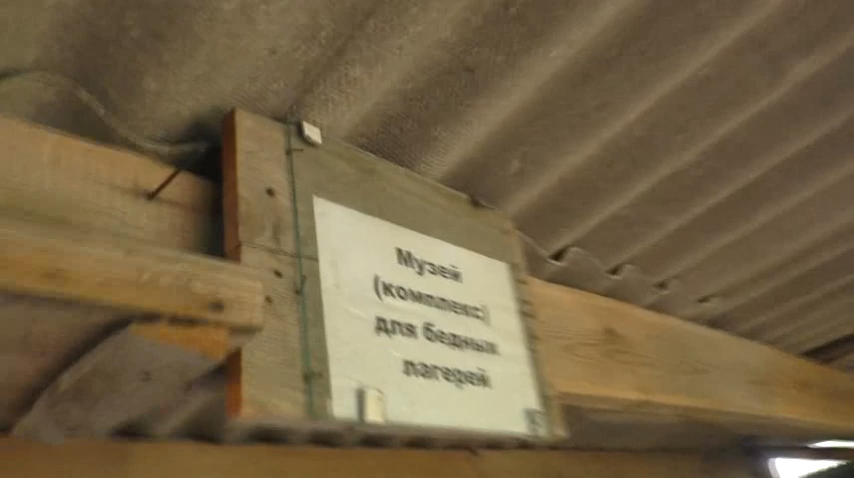 Музей
(комплекс)
для бедных
лагерей